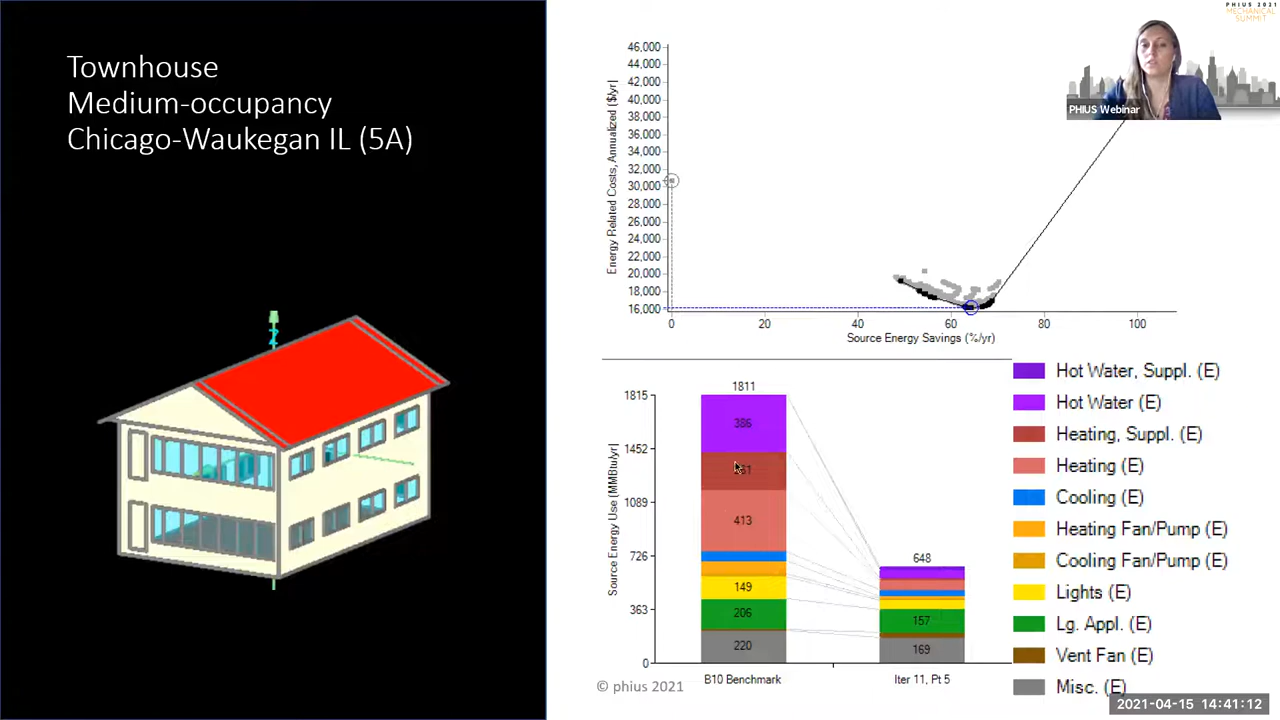 Townhouse
Medium-occupancy
Chicago-Waukegan IL (5A)
PHIUS 2021
MECHANICAL
SUMMIT
PHIUS Webinar
Energy Related Costs, Annualized [$/yr]
46,000
44,000
42,000
40,000
38,000
36,000
34,000
32,000
30,000
28,000
26,000
24,000
22,000
20,000
18,000
16,000
0 20 40 60 80 100
Source Energy Savings (%/yr)
Source Energy Use [MMBtu/yr]
1815
1452
1089
726
363
0
1811
386
413
149
206
220
648
157
169
B10 Benchmark
Iter 11, Pt 5
Hot Water, Suppl. (E)
Hot Water (E)
Heating, Suppl. (E)
Heating (E)
Cooling (E)
Heating Fan/Pump (E)
Cooling Fan/Pump (E)
Lights (E)
Lg. Appl. (E)
Vent Fan (E)
Misc. (E)
© phius 2021
2021-04-15 14:41:12